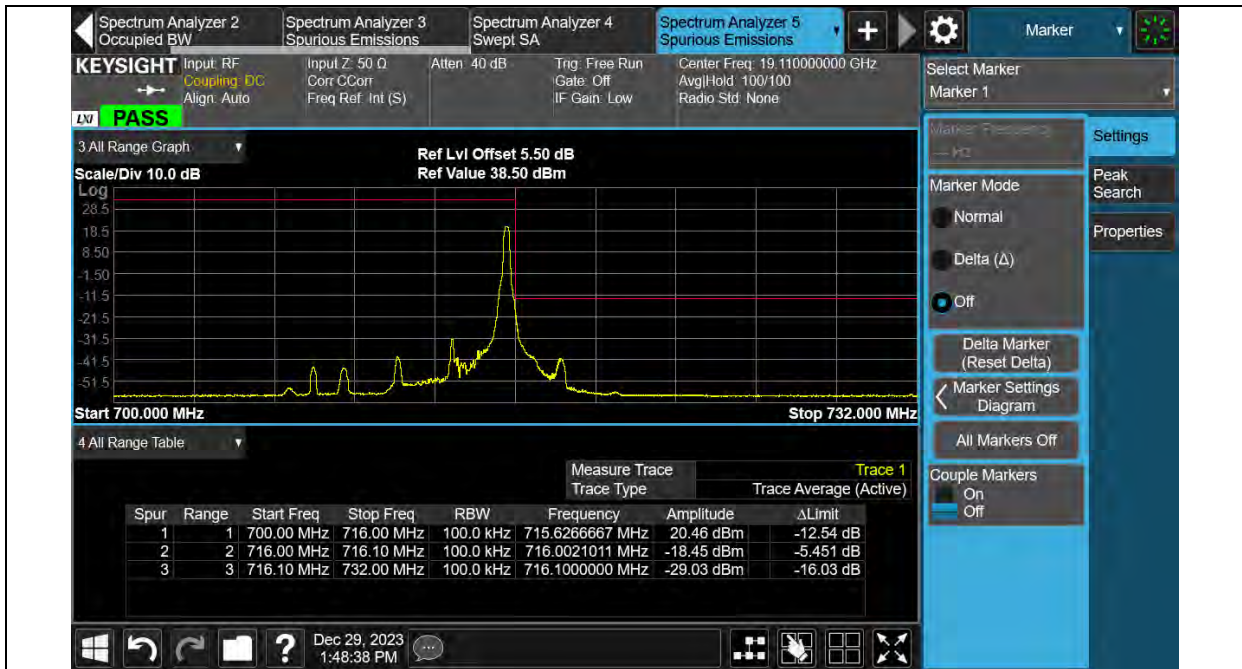 Spectrum Analyzer 2
Occupied BW
Spectrum Analyzer 3
Spurious Emissions
Spectrum Analyzer 4
Swept SA
Spectrum Analyzer 5
Spurious Emissions
+
Marker
KEYSIGHT
LXI
PASS
Input: RF
Coupling: DC
Align: Auto
Input Z: 50 Ω
Corr CCorr
Freq Ref: Int (S)
Atten: 40 dB
Trig: Free Run
Gate: Off
IF Gain: Low
Center Freq: 19.110000000 GHz
Avg|Hold: 100/100
Radio Std: None
Select Marker
Marker 1
Marker Frequency
--- Hz
Settings
Peak
Search
Properties
Marker Mode
Normal
Delta (Δ)
Off
Delta Marker
(Reset Delta)
Marker Settings
Diagram
All Markers Off
Couple Markers
On
Off
3 All Range Graph
Scale/Div 10.0 dB
Ref Lvl Offset 5.50 dB
Ref Value 38.50 dBm
Log
28.5
18.5
8.50
-1.50
-11.5
-21.5
-31.5
-41.5
-51.5
Start 700.000 MHz
Stop 732.000 MHz
4 All Range Table
Measure Trace Trace 1
Trace Type Trace Average (Active)
Spur Range Start Freq Stop Freq RBW Frequency Amplitude ΔLimit
1 1 700.00 MHz 716.00 MHz 100.0 kHz 715.6266667 MHz 20.46 dBm -12.54 dB
2 2 716.00 MHz 716.10 MHz 100.0 kHz 716.0021011 MHz -18.45 dBm -5.451 dB
3 3 716.10 MHz 732.00 MHz 100.0 kHz 716.1000000 MHz -29.03 dBm -16.03 dB
?
Dec 29, 2023
1:48:38 PM